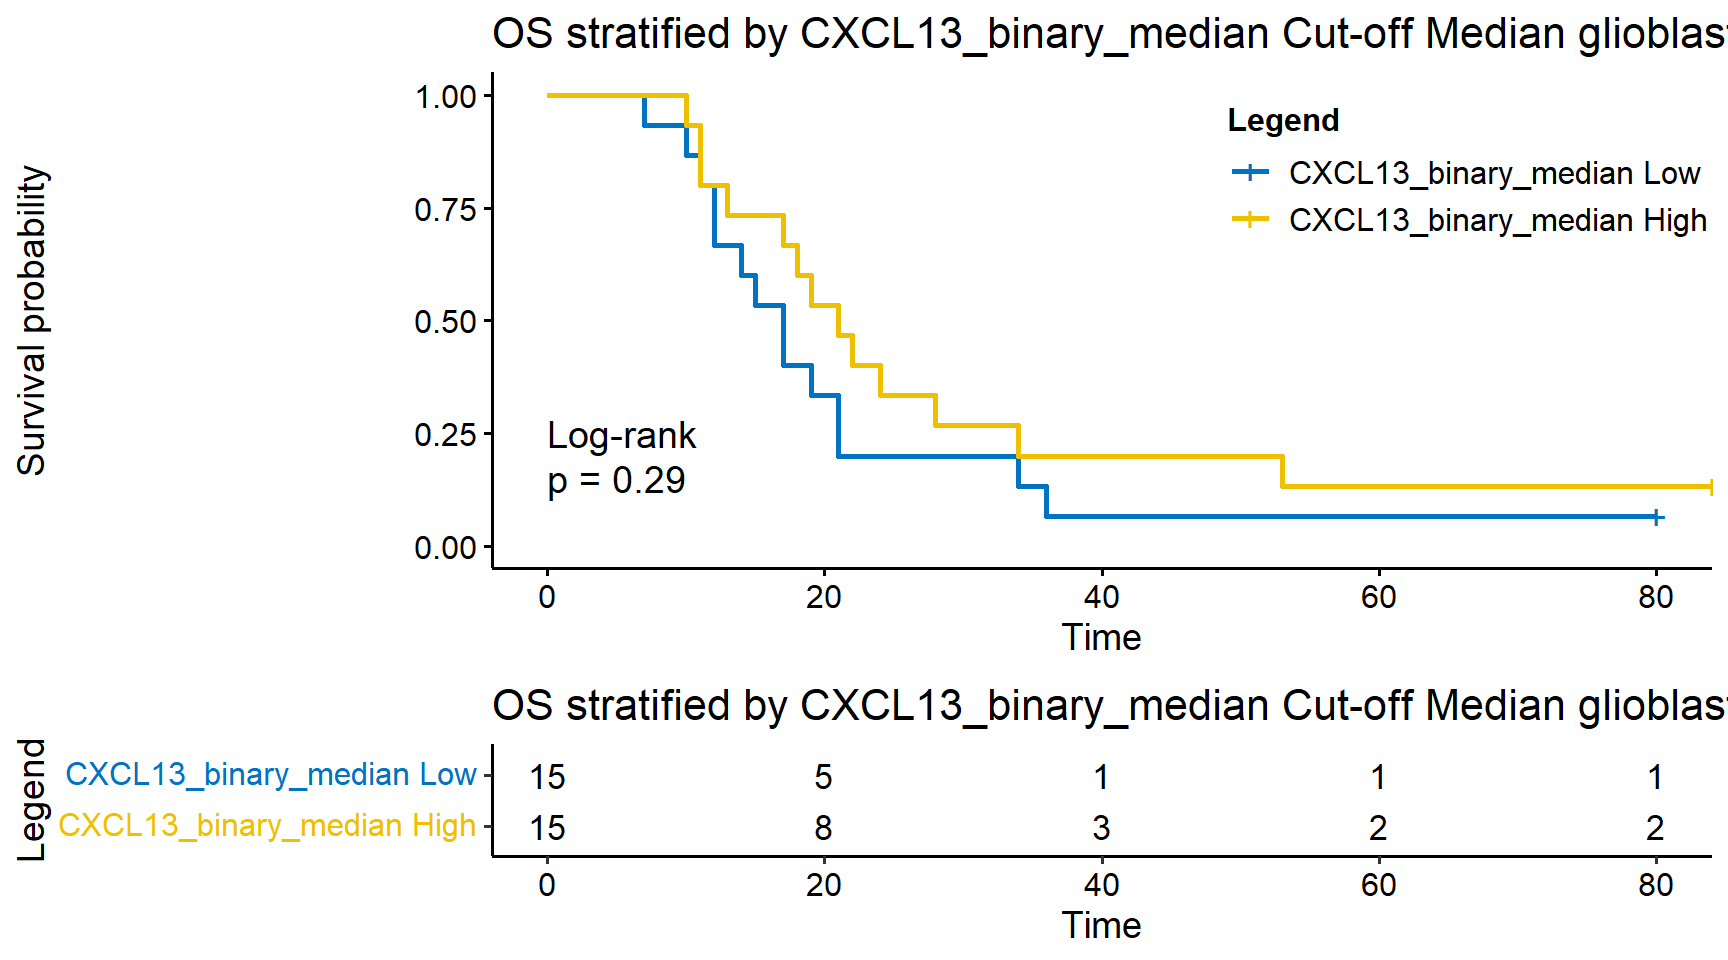 OS stratified by CXCL13_binary_median Cut-off Median glioblast
Survival probability
1.00
0.75
0.50
0.25
0.00
Legend
CXCL13_binary_median Low
CXCL13_binary_median High
Log-rank
p = 0.29
0 20 40 60 80
Time
OS stratified by CXCL13_binary_median Cut-off Median glioblast
Legend
CXCL13_binary_median Low 15 5 1 1 1
CXCL13_binary_median High 15 8 3 2 2
0 20 40 60 80
Time